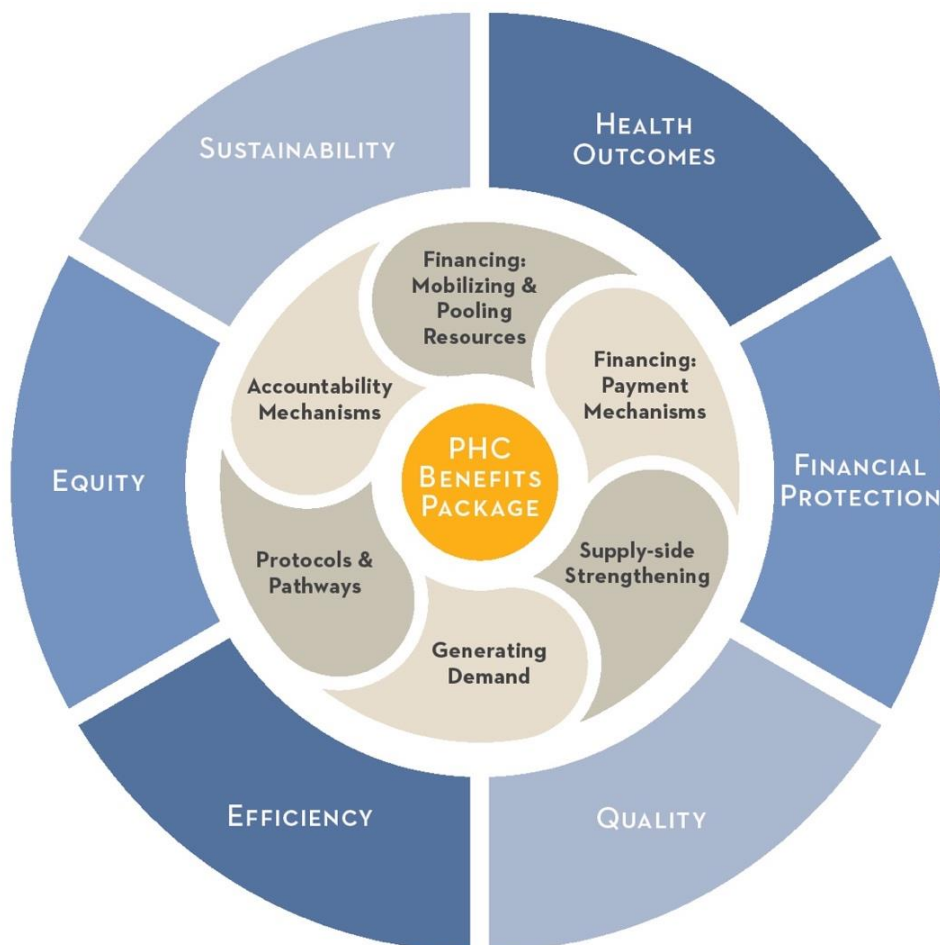 SUSTAINABILITY
HEALTH
OUTCOMES
Financing:
Mobilizing &
Pooling
Resources
Financing:
Payment
Mechanisms
Accountability
Mechanisms
PHC
BENEFITS
PACKAGE
EQUITY
FINANCIAL
PROTECTION
Protocols &
Pathways
Supply-side
Strengthening
Generating
Demand
EFFICIENCY
QUALITY